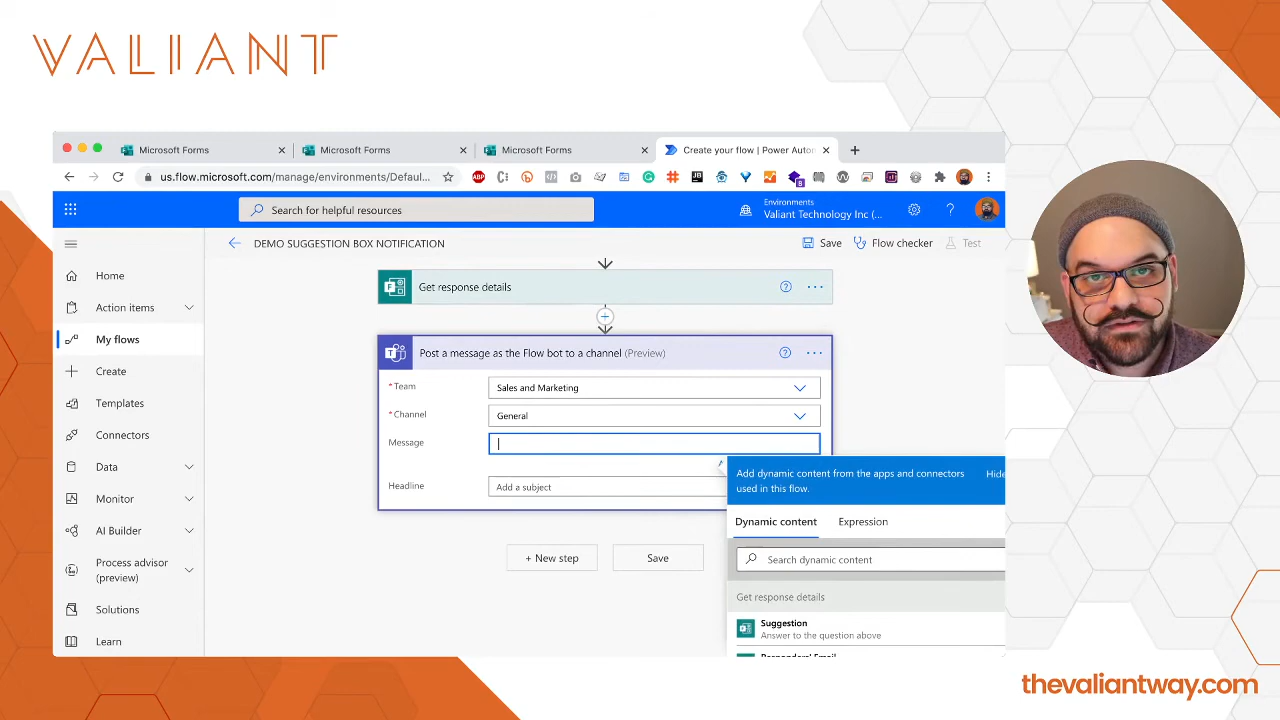 VALIANT
Microsoft Forms
Microsoft Forms
Microsoft Forms
Create your flow | Power Auton
us.flow.microsoft.com/manage/environments/Defaul...
Search for helpful resources
Environments
Valiant Technology Inc (...
DEMO SUGGESTION BOX NOTIFICATION
Save
Flow checker
Test
Home
Action items
My flows
Create
Templates
Connectors
Data
Monitor
AI Builder
Process advisor
(preview)
Solutions
Learn
Get response details
Post a message as the Flow bot to a channel (Preview)
* Team
Sales and Marketing
* Channel
General
Message
Headline
Add a subject
+ New step
Save
Add dynamic content from the apps and connectors
used in this flow.
Hide
Dynamic content
Expression
Search dynamic content
Get response details
Suggestion
Answer to the question above
Responders' Email
thevaliantway.com